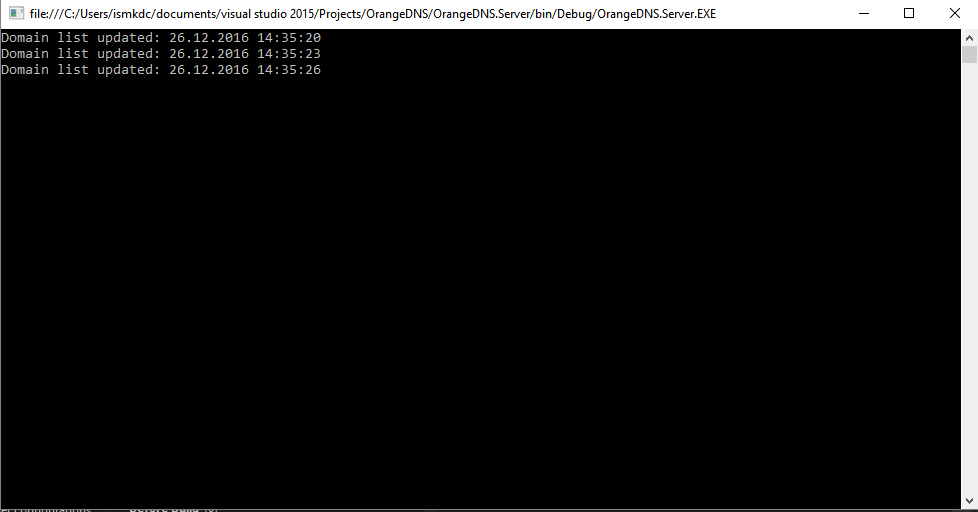 file:///C:/Users/ismkdc/documents/visual studio 2015/Projects/OrangeDNS/OrangeDNS.Server/bin/Debug/OrangeDNS.Server.EXE
Domain list updated: 26.12.2016 14:35:20
Domain list updated: 26.12.2016 14:35:23
Domain list updated: 26.12.2016 14:35:26